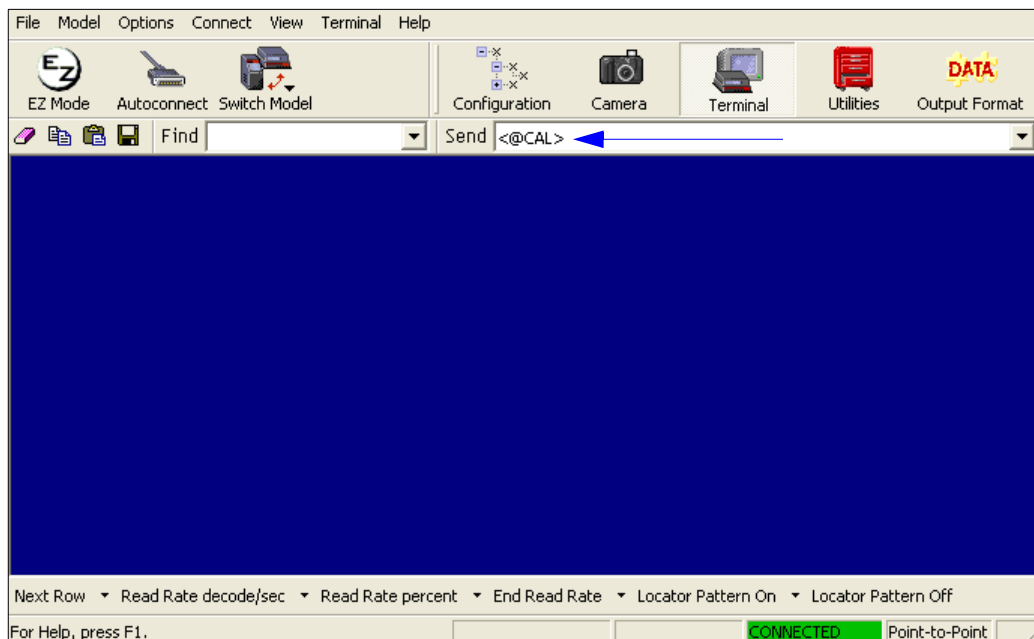 File Model Options Connect View Terminal Help
EZ
DATA
EZ Mode Autoconnect Switch Model Configuration Camera Terminal Utilities Output Format
Find Send <@CAL>
Next Row Read Rate decode/sec Read Rate percent End Read Rate Locator Pattern On Locator Pattern Off
For Help, press F1. CONNECTED Point-to-Point